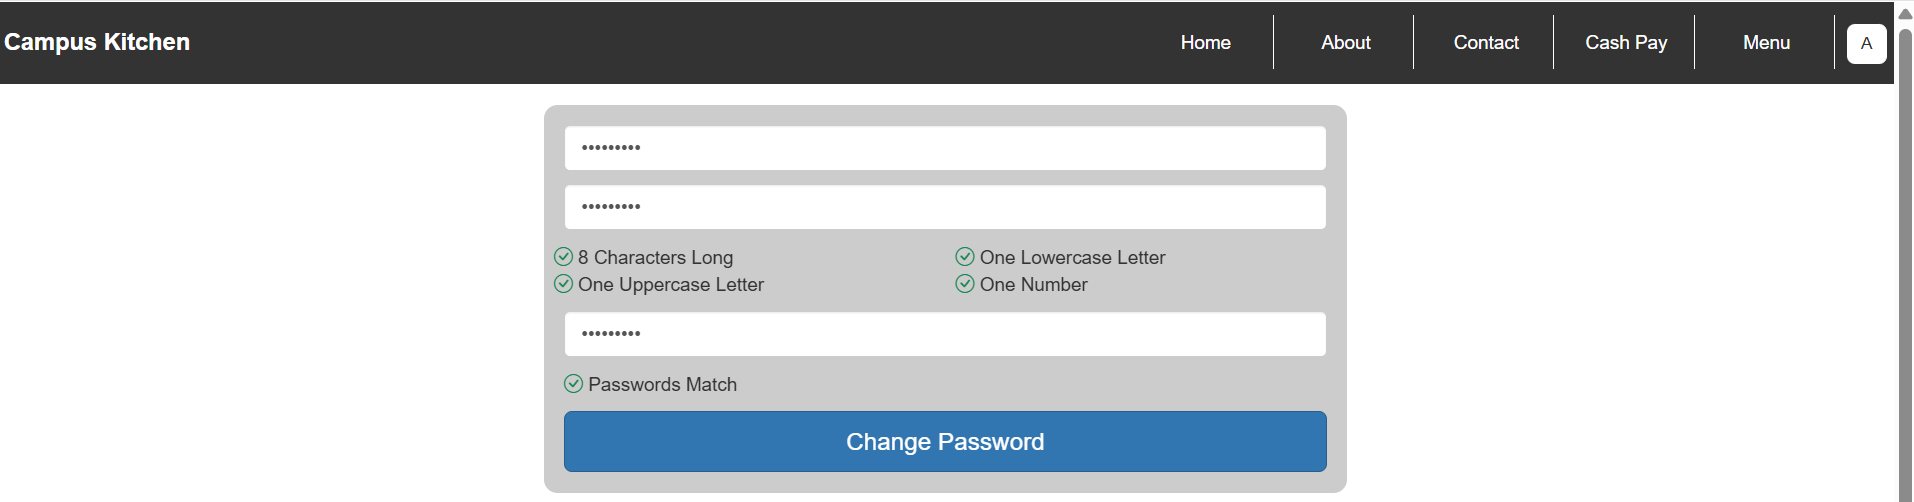 Campus Kitchen
Home About Contact Cash Pay Menu A
•••••••••
•••••••••
8 Characters Long One Lowercase Letter
One Uppercase Letter One Number
•••••••••
Passwords Match
Change Password